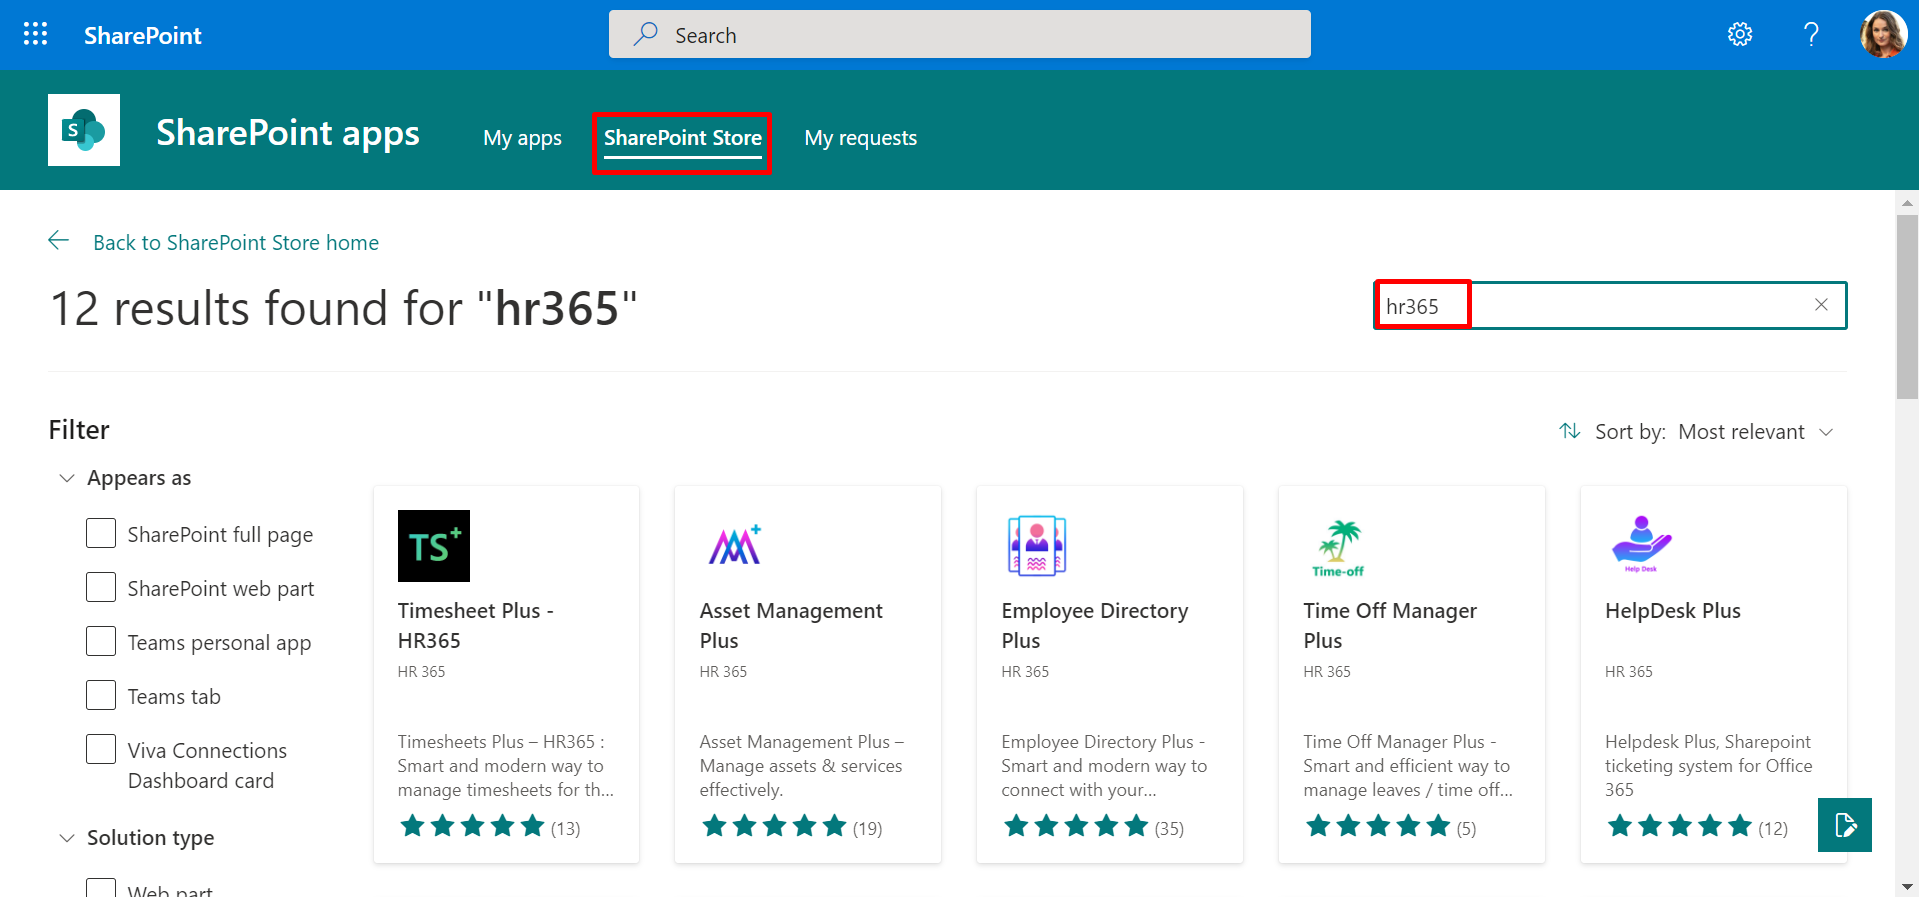 SharePoint
Search
S
SharePoint apps
My apps
SharePoint Store
My requests
Back to SharePoint Store home
12 results found for "hr365"
hr365
Filter
Sort by: Most relevant
Appears as
SharePoint full page
SharePoint web part
Teams personal app
Teams tab
Viva Connections
Dashboard card
Solution type
Web part
TS+
Timesheet Plus -
HR365
HR 365
Timesheets Plus – HR365 :
Smart and modern way to
manage timesheets for th...
(13)
Asset Management
Plus
HR 365
Asset Management Plus –
Manage assets & services
effectively.
(19)
Employee Directory
Plus
HR 365
Employee Directory Plus -
Smart and modern way to
connect with your...
(35)
Time-off
Time Off Manager
Plus
HR 365
Time Off Manager Plus -
Smart and efficient way to
manage leaves / time off...
(5)
Help Desk
HelpDesk Plus
HR 365
Helpdesk Plus, Sharepoint
ticketing system for Office
365
(12)